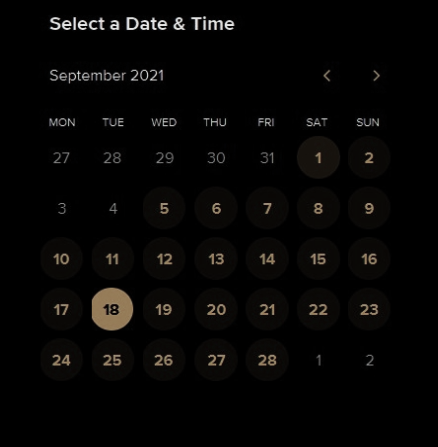 Select a Date & Time
September 2021
MON TUE WED THU FRI SAT SUN
27 28 29 30 31 1 2
3 4 5 6 7 8 9
10 11 12 13 14 15 16
17 18 19 20 21 22 23
24 25 26 27 28 1 2